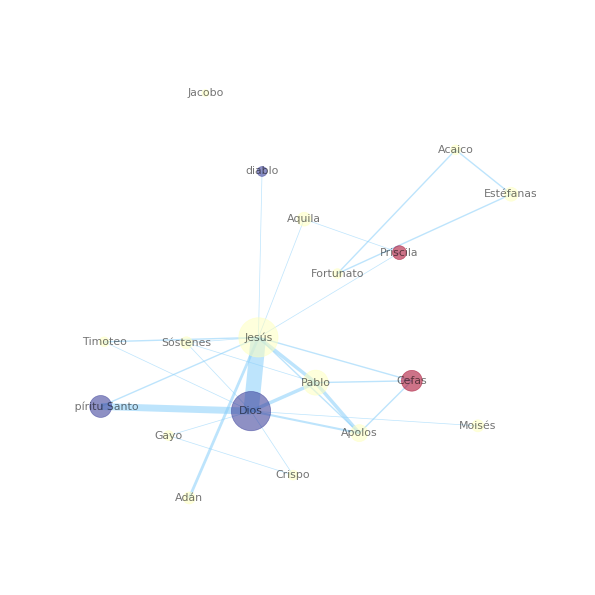 Jacobo
Acaico
diablo
Estéfanas
Aquila
Priscila
Fortunato
Jesús
Timoteo
Sóstenes
Pablo
Cefas
píritu Santo
Dios
Apolos
Moisés
Gayo
Crispo
Adán